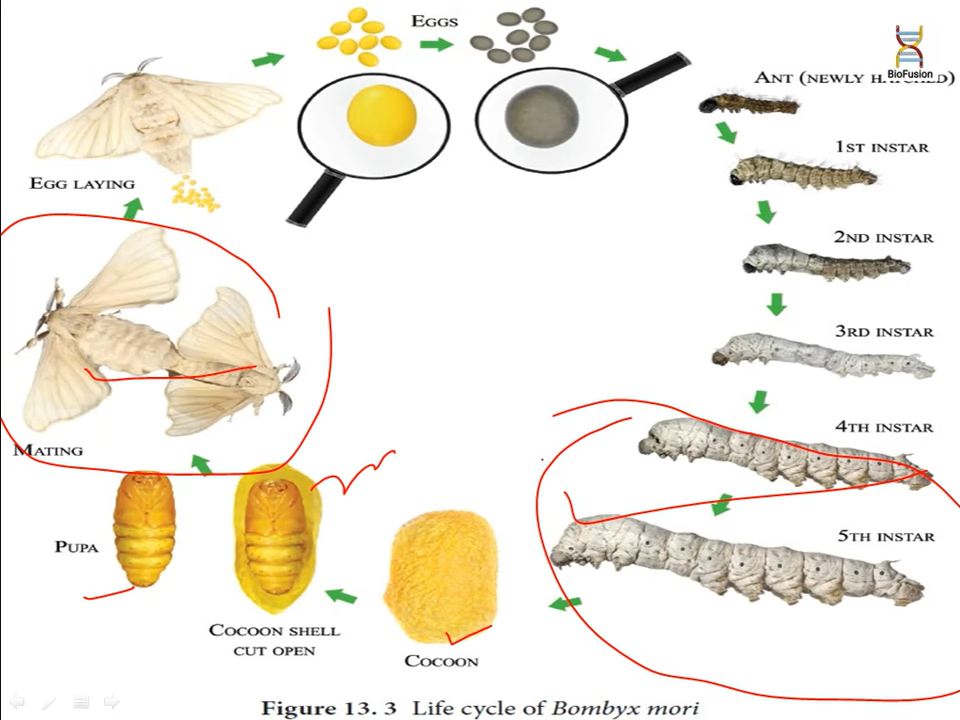 EGGS
BioFusion
ANT (NEWLY HATCHED)
1ST INSTAR
EGG LAYING
2ND INSTAR
3RD INSTAR
4TH INSTAR
MATING
5TH INSTAR
PUPA
COCOON SHELL
CUT OPEN
COCOON
Figure 13. 3 Life cycle of Bombyx mori